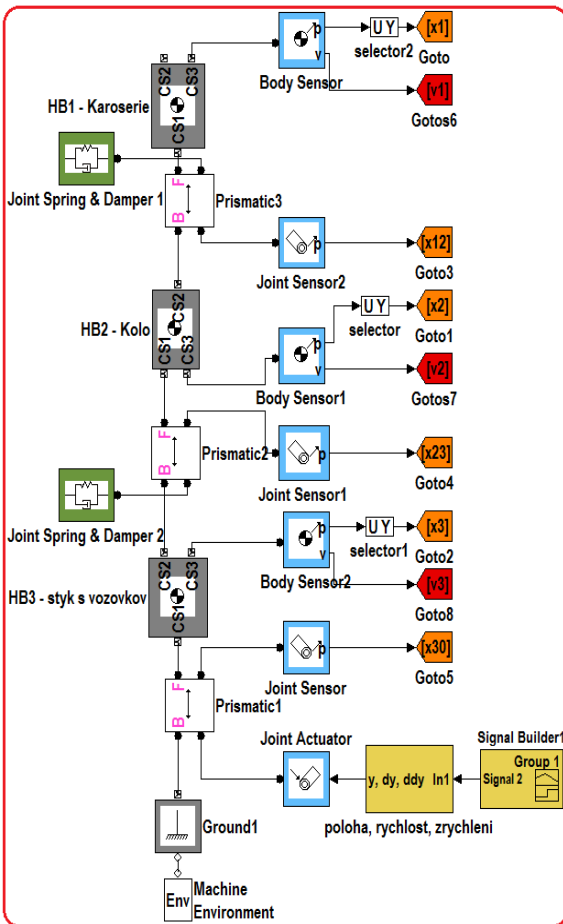 [x1]
p
U Y
v
selector2
Goto
CS2
CS3
Body Sensor
[v1]
HB1 - Karoserie
CS1
Gotos6
Joint Spring & Damper 1
F
B
Prismatic3
[x12]
p
Joint Sensor2
Goto3
CS2
[x2]
U Y
HB2 - Kolo
CS1
CS3
p
v
selector
Goto1
[v2]
Body Sensor1
Gotos7
F
B
Prismatic2
[x23]
p
Joint Sensor1
Goto4
Joint Spring & Damper 2
[x3]
p
U Y
v
selector1
Goto2
CS2
CS3
Body Sensor2
[v3]
HB3 - styk s vozovkov
CS1
Goto8
[x30]
p
Joint Sensor
Goto5
F
B
Prismatic1
Joint Actuator
Signal Builder1
Group 1
Signal 2
y, dy, ddy In1
poloha, rychlost, zrychleni
Ground1
Env
Machine
Environment